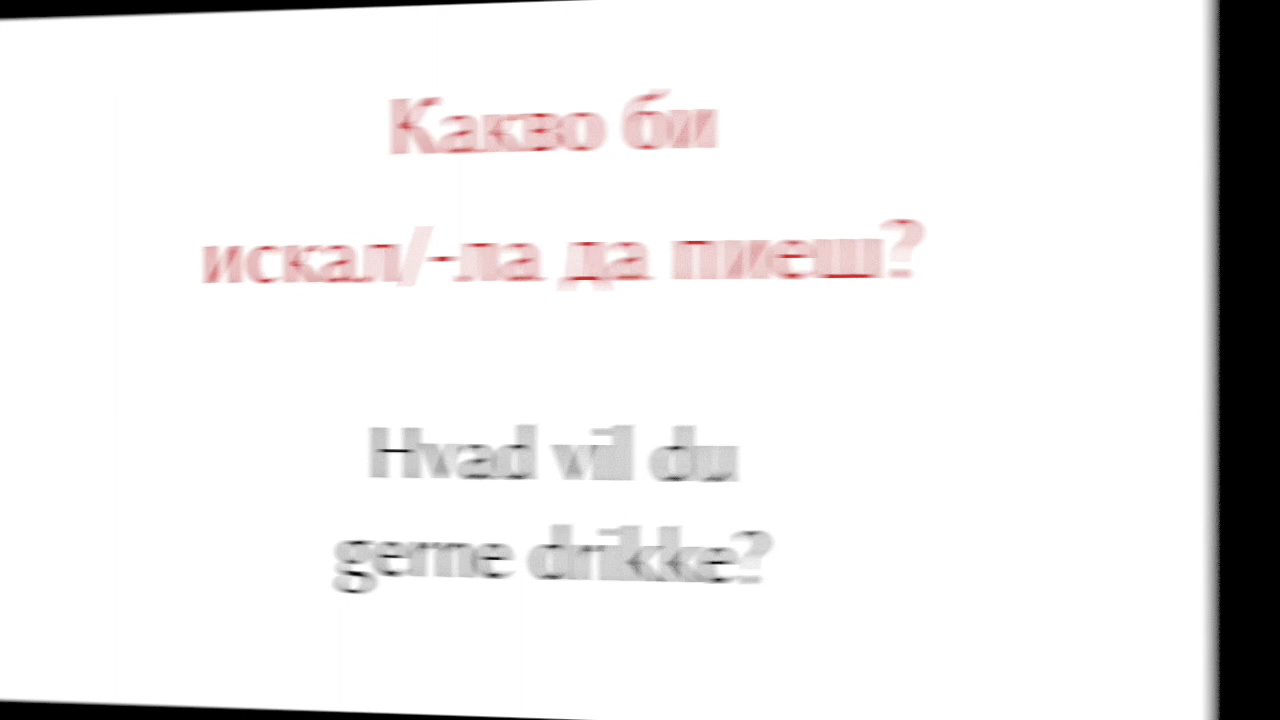 Какво би
искал/-ла да пиеш?
Hvad vil du
gerne drikke?